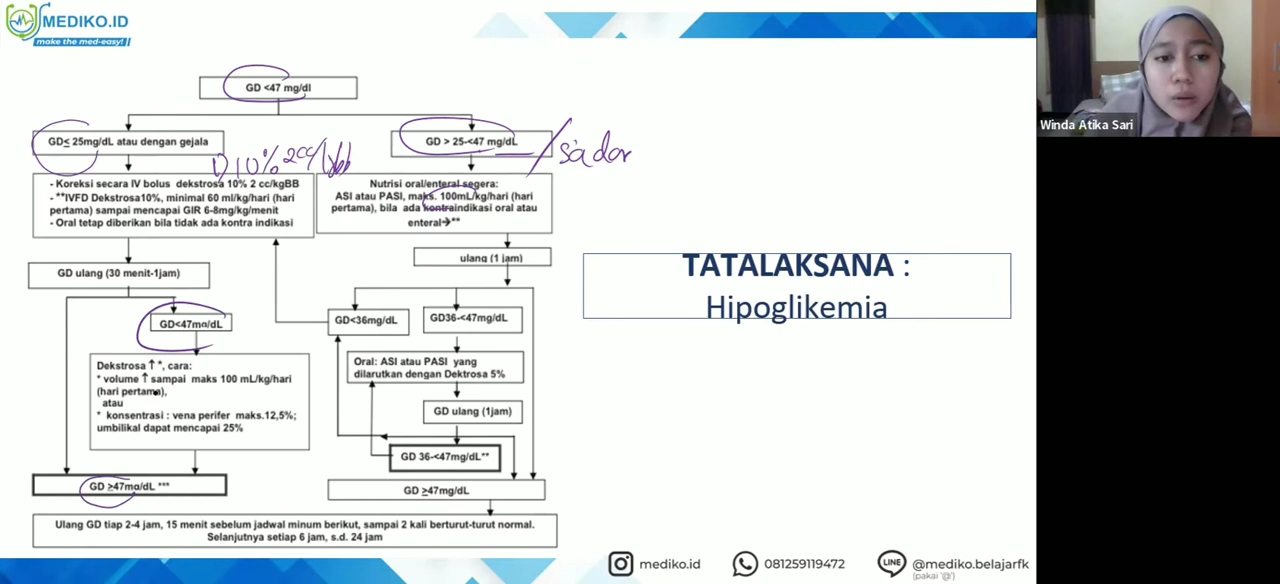 MEDIKO.ID
make the med-easy!
GD <47 mg/dl
GD≤ 25mg/dL atau dengan gejala
GD > 25-<47 mg/dL
D10% 2cc/kgbb
sadar
- Koreksi secara IV bolus dekstrosa 10% 2 cc/kgBB
- **IVFD Dekstrosa10%, minimal 60 ml/kg/hari (hari
pertama) sampai mencapai GIR 6-8mg/kg/menit
- Oral tetap diberikan bila tidak ada kontra indikasi
Nutrisi oral/enteral segera:
ASI atau PASI, maks. 100mL/kg/hari (hari
pertama), bila ada kontraindikasi oral atau
enteral→**
GD ulang (30 menit-1jam)
ulang (1 jam)
GD<47mg/dL
GD<36mg/dL
GD36-<47mg/dL
Dekstrosa ↑ *, cara:
* volume ↑ sampai maks 100 mL/kg/hari
(hari pertama),
atau
* konsentrasi : vena perifer maks.12,5%;
umbilikal dapat mencapai 25%
Oral: ASI atau PASI yang
dilarutkan dengan Dektrosa 5%
GD ulang (1jam)
GD 36-<47mg/dL**
GD ≥47mg/dL ***
GD ≥47mg/dL
Ulang GD tiap 2-4 jam, 15 menit sebelum jadwal minum berikut, sampai 2 kali berturut-turut normal.
Selanjutnya setiap 6 jam, s.d. 24 jam
TATALAKSANA :
Hipoglikemia
Winda Atika Sari
mediko.id
081259119472
LINE
@mediko.belajarfk
(pakai '@')